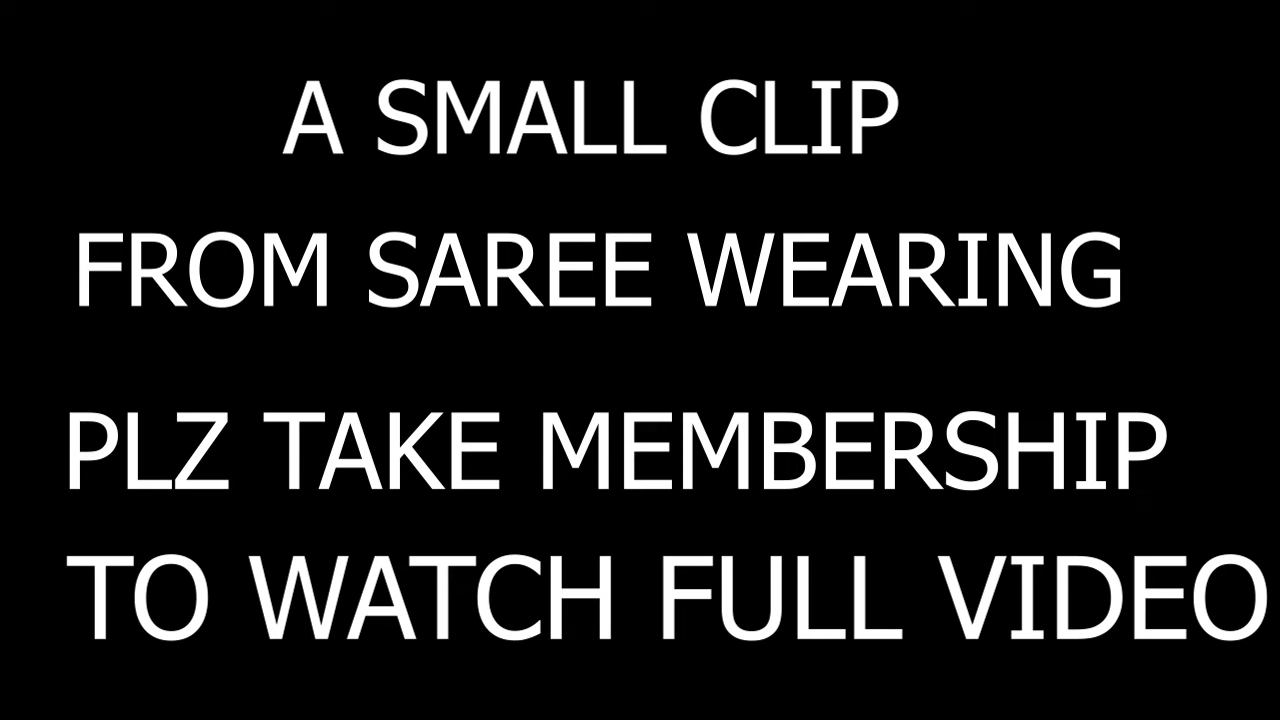 A SMALL CLIP
FROM SAREE WEARING
PLZ TAKE MEMBERSHIP
TO WATCH FULL VIDEO